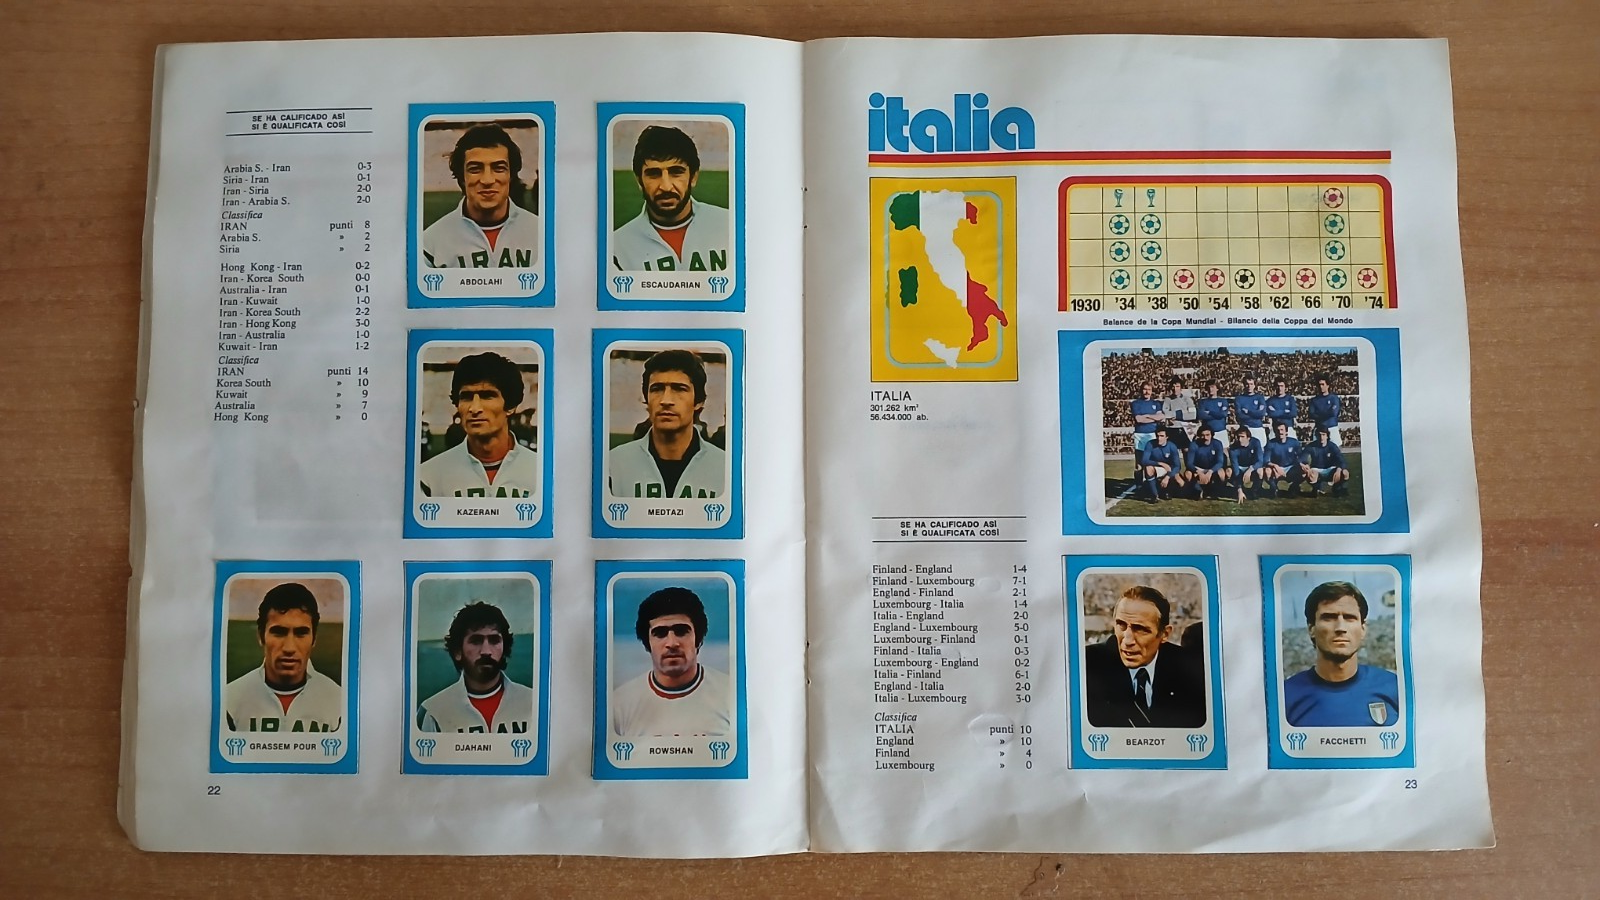 SE HA CALIFICADO ASÍ
SI È QUALIFICATA COSÌ
Arabia S. - Iran 0-3
Siria - Iran 0-1
Iran - Siria 2-0
Iran - Arabia S. 2-0
Classifica
IRAN punti 8
Arabia S. » 2
Siria » 2
Hong Kong - Iran 0-2
Iran - Korea South 0-0
Australia - Iran 0-1
Iran - Kuwait 1-0
Iran - Korea South 2-2
Iran - Hong Kong 3-0
Iran - Australia 1-0
Kuwait - Iran 1-2
Classifica
IRAN punti 14
Korea South » 10
Kuwait » 9
Australia » 7
Hong Kong » 0
IRAN
ABDOLAHI
IRAN
ESCAUDARIAN
IRAN
KAZERANI
IRAN
MEDTAZI
IRAN
GRASSEM POUR
IRAN
DJAHANI
ROWSHAN
22
italia
1930 '34 '38 '50 '54 '58 '62 '66 '70 '74
Balance de la Copa Mundial - Bilancio della Coppa del Mondo
ITALIA
301.262 km²
56.434.000 ab.
SE HA CALIFICADO ASÍ
SI È QUALIFICATA COSÌ
Finland - England 1-4
Finland - Luxembourg 7-1
England - Finland 2-1
Luxembourg - Italia 1-4
Italia - England 2-0
England - Luxembourg 5-0
Luxembourg - Finland 0-1
Finland - Italia 0-3
Luxembourg - England 0-2
Italia - Finland 6-1
England - Italia 2-0
Italia - Luxembourg 3-0
Classifica
ITALIA punti 10
England » 10
Finland » 4
Luxembourg » 0
BEARZOT
FACCHETTI
23